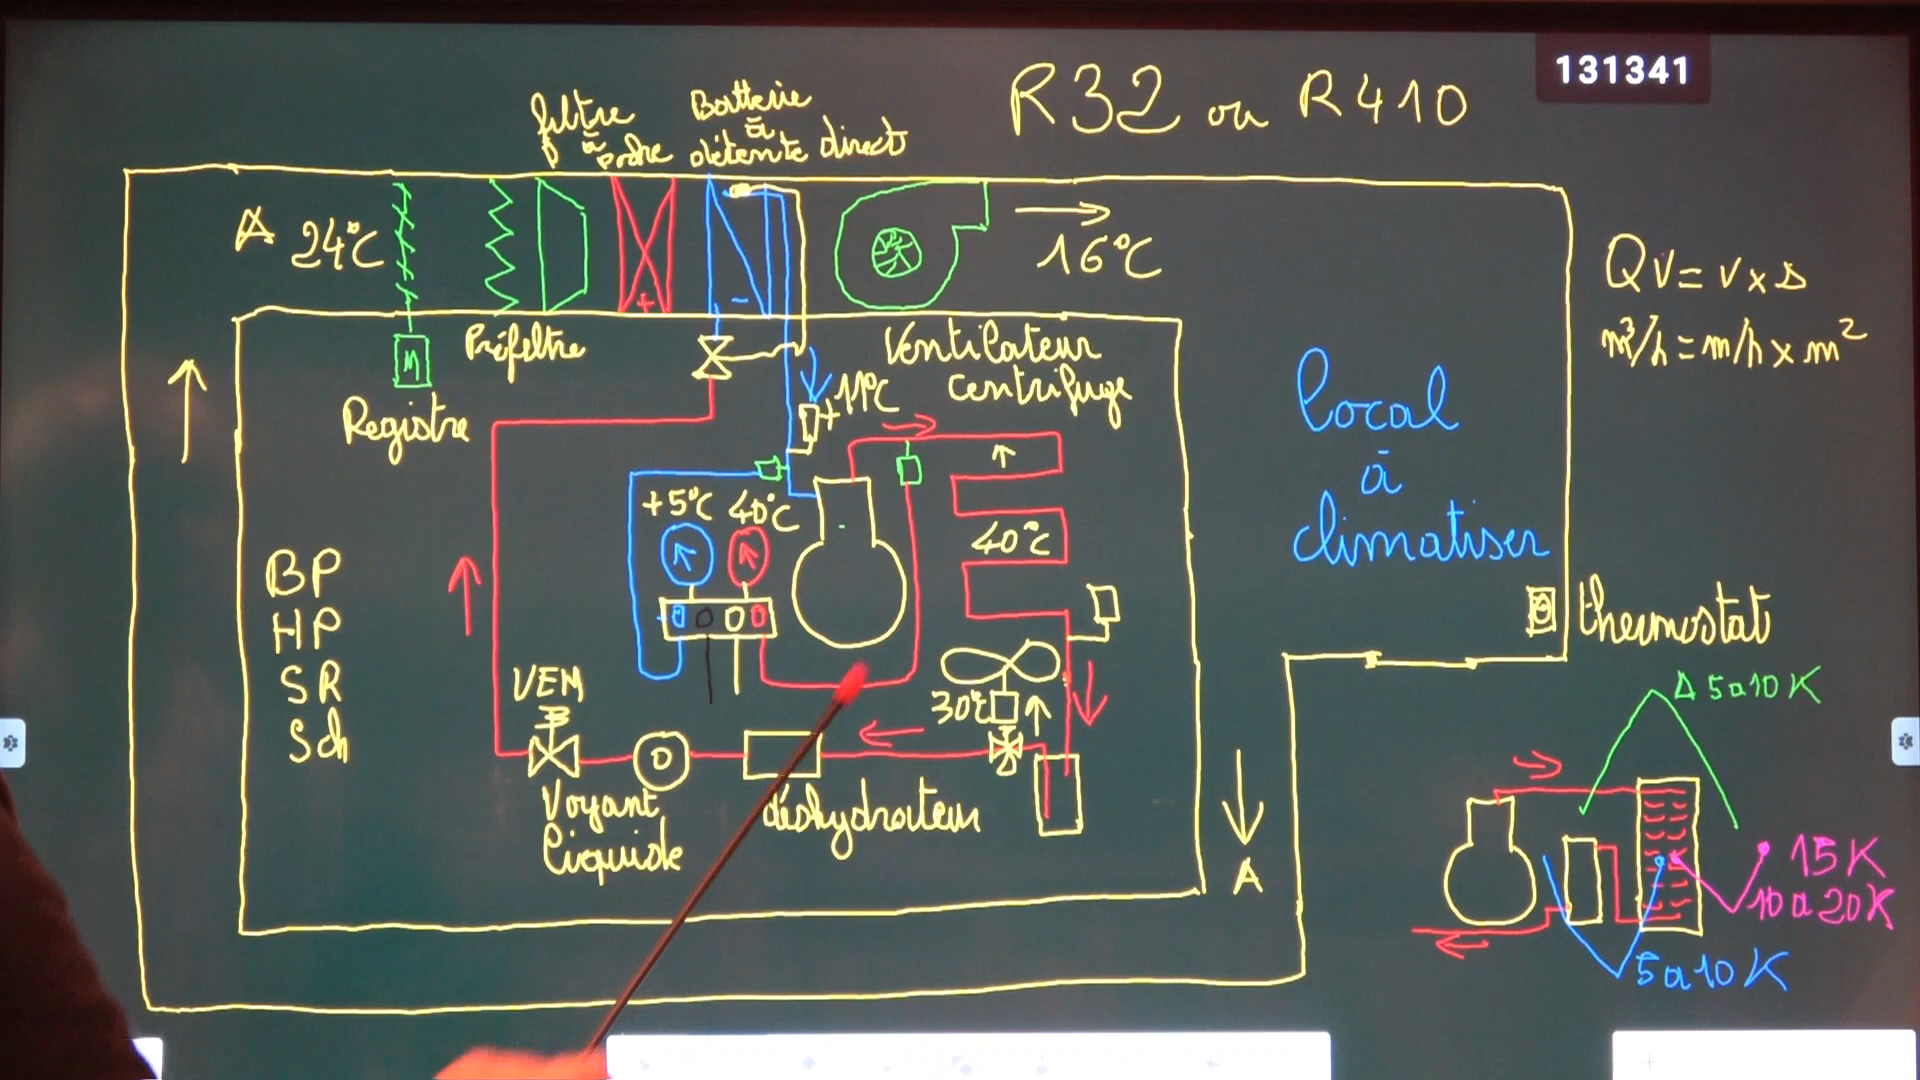 131341
R32 ou R410
filtre
à
poche
Batterie
à
détente direct
A 24°C
16°C
QV = v x s
m³/h = m/h x m²
M
+
-
Préfiltre
Registre
Ventilateur
centrifuge
+11°C
local
à
climatiser
+5°C 40°C
40°C
BP
HP
SR
Sch
thermostat
VEM
30°C
Δ 5 à 10 K
Voyant
liquide
déshydrateur
A
15 K
10 à 20 K
5 à 10 K